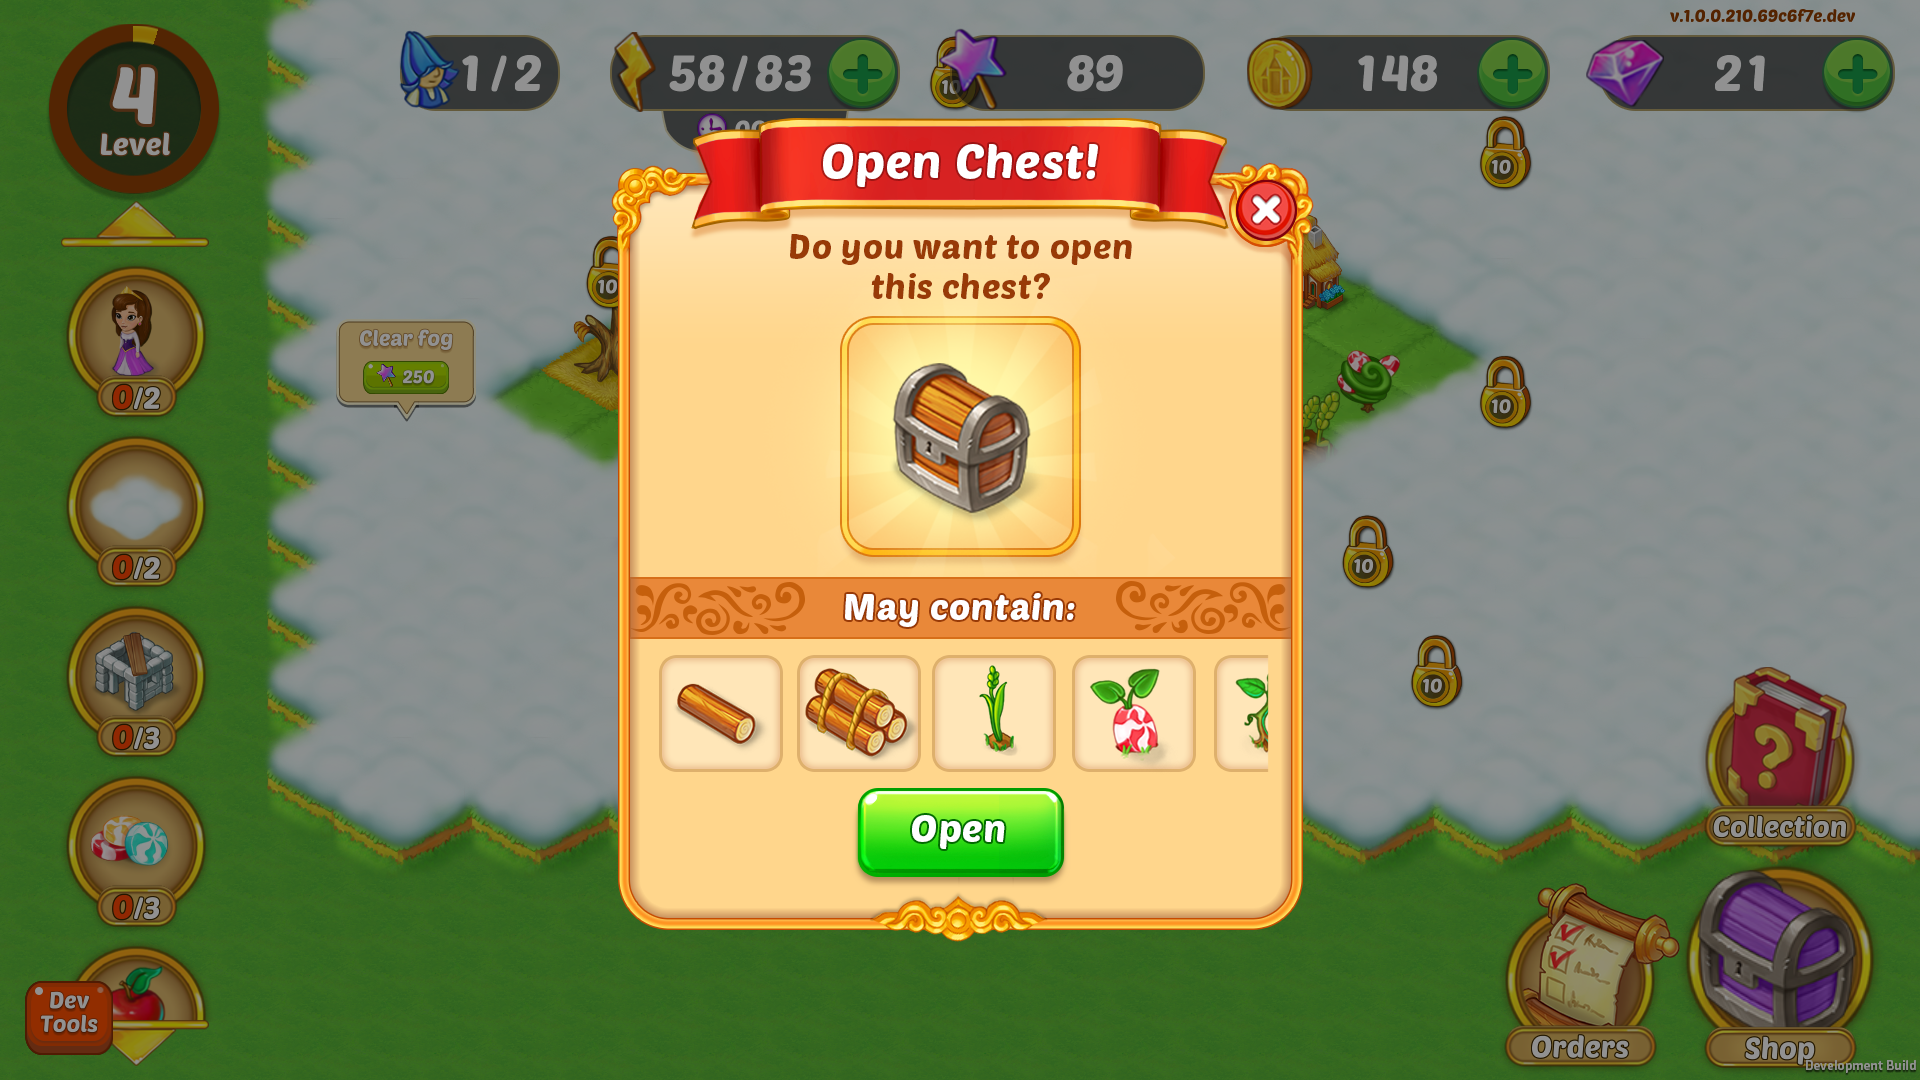 v.1.0.0.210.69c6f7e.dev
4
Level
1/2
58/83
10
89
148
21
Open Chest!
Do you want to open
this chest?
May contain:
Open
10
10
10
10
10
Clear fog
250
0/2
0/2
0/3
0/3
Dev
Tools
?
Collection
Orders
Shop
Development Build